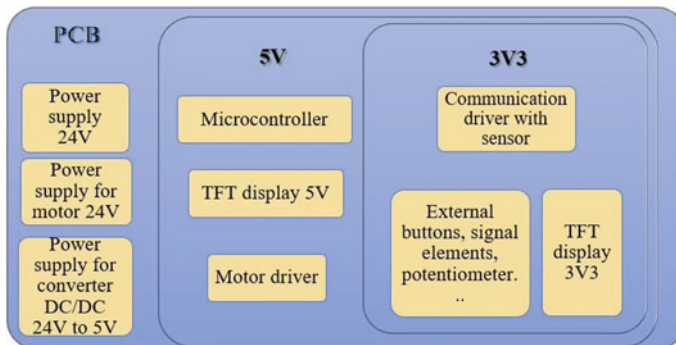 PCB
Power
supply
24V
Power
supply for
motor 24V
Power
supply for
converter
DC/DC
24V to 5V
5V
Microcontroller
TFT display 5V
Motor driver
3V3
Communication
driver with
sensor
External
buttons, signal
elements,
potentiometer.
..
TFT
display
3V3